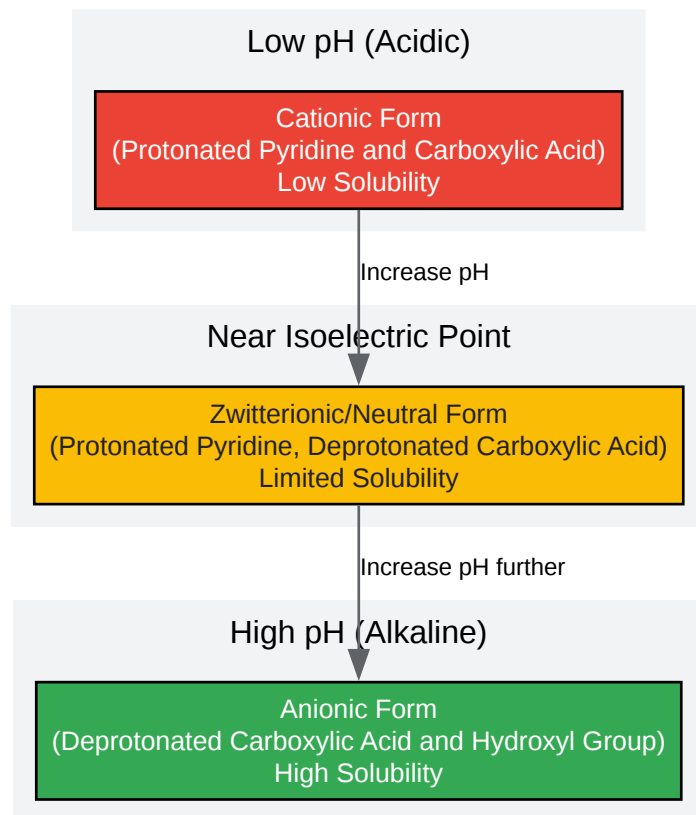 Low pH (Acidic)
Cationic Form
(Protonated Pyridine and Carboxylic Acid)
Low Solubility
Increase pH
Near Isoelectric Point
Zwitterionic/Neutral Form
(Protonated Pyridine, Deprotonated Carboxylic Acid)
Limited Solubility
Increase pH further
High pH (Alkaline)
Anionic Form
(Deprotonated Carboxylic Acid and Hydroxyl Group)
High Solubility